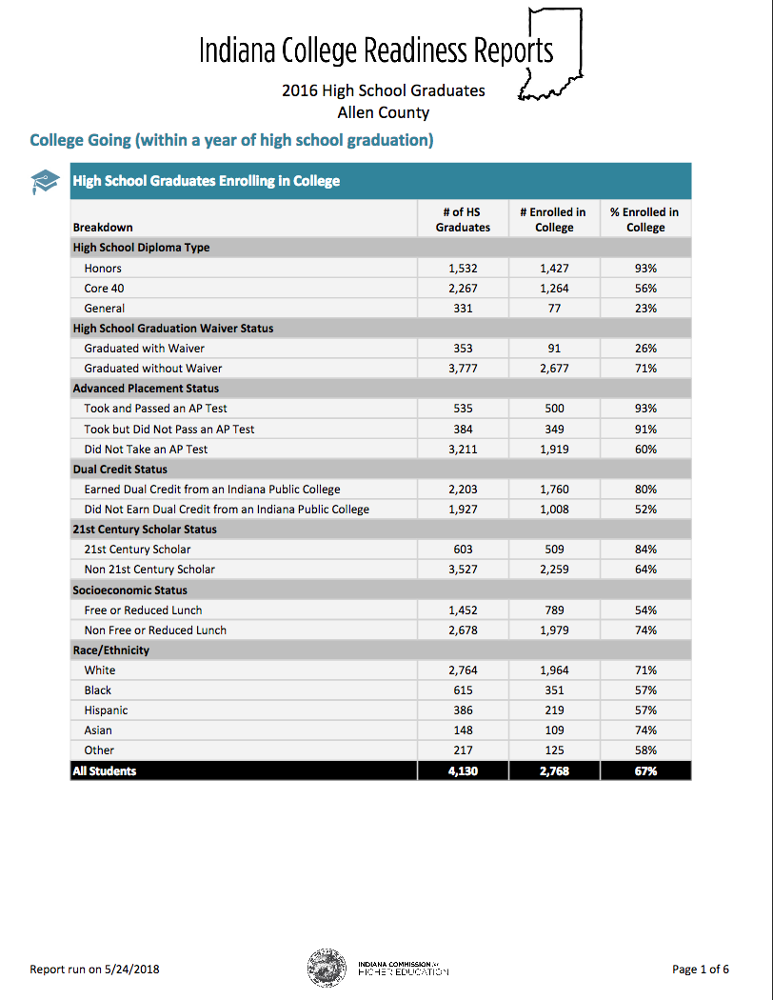 Indiana College Readiness Reports
2016 High School Graduates
Allen County
College Going (within a year of high school graduation)
High School Graduates Enrolling in College
Breakdown # of HS Graduates # Enrolled in College % Enrolled in College
High School Diploma Type
Honors 1,532 1,427 93%
Core 40 2,267 1,264 56%
General 331 77 23%
High School Graduation Waiver Status
Graduated with Waiver 353 91 26%
Graduated without Waiver 3,777 2,677 71%
Advanced Placement Status
Took and Passed an AP Test 535 500 93%
Took but Did Not Pass an AP Test 384 349 91%
Did Not Take an AP Test 3,211 1,919 60%
Dual Credit Status
Earned Dual Credit from an Indiana Public College 2,203 1,760 80%
Did Not Earn Dual Credit from an Indiana Public College 1,927 1,008 52%
21st Century Scholar Status
21st Century Scholar 603 509 84%
Non 21st Century Scholar 3,527 2,259 64%
Socioeconomic Status
Free or Reduced Lunch 1,452 789 54%
Non Free or Reduced Lunch 2,678 1,979 74%
Race/Ethnicity
White 2,764 1,964 71%
Black 615 351 57%
Hispanic 386 219 57%
Asian 148 109 74%
Other 217 125 58%
All Students 4,130 2,768 67%
Report run on 5/24/2018
INDIANA COMMISSION for
HIGHER EDUCATION
Page 1 of 6